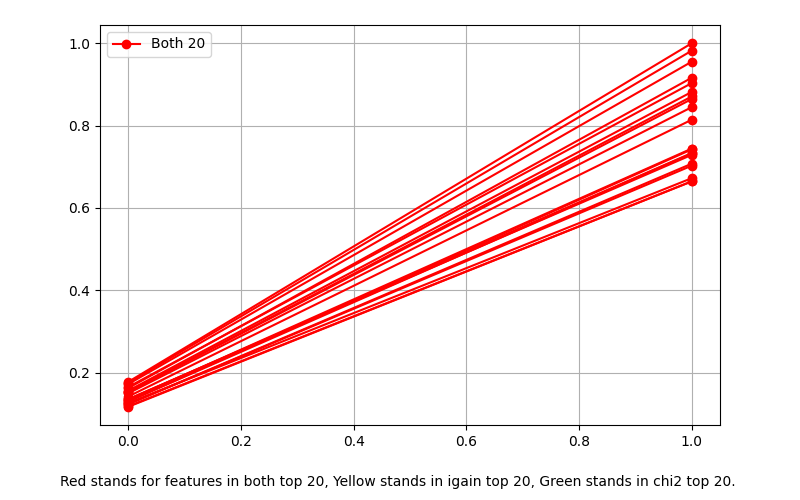 1.0
Both 20
0.8
0.6
0.4
0.2
0.0 0.2 0.4 0.6 0.8 1.0
Red stands for features in both top 20, Yellow stands in igain top 20, Green stands in chi2 top 20.